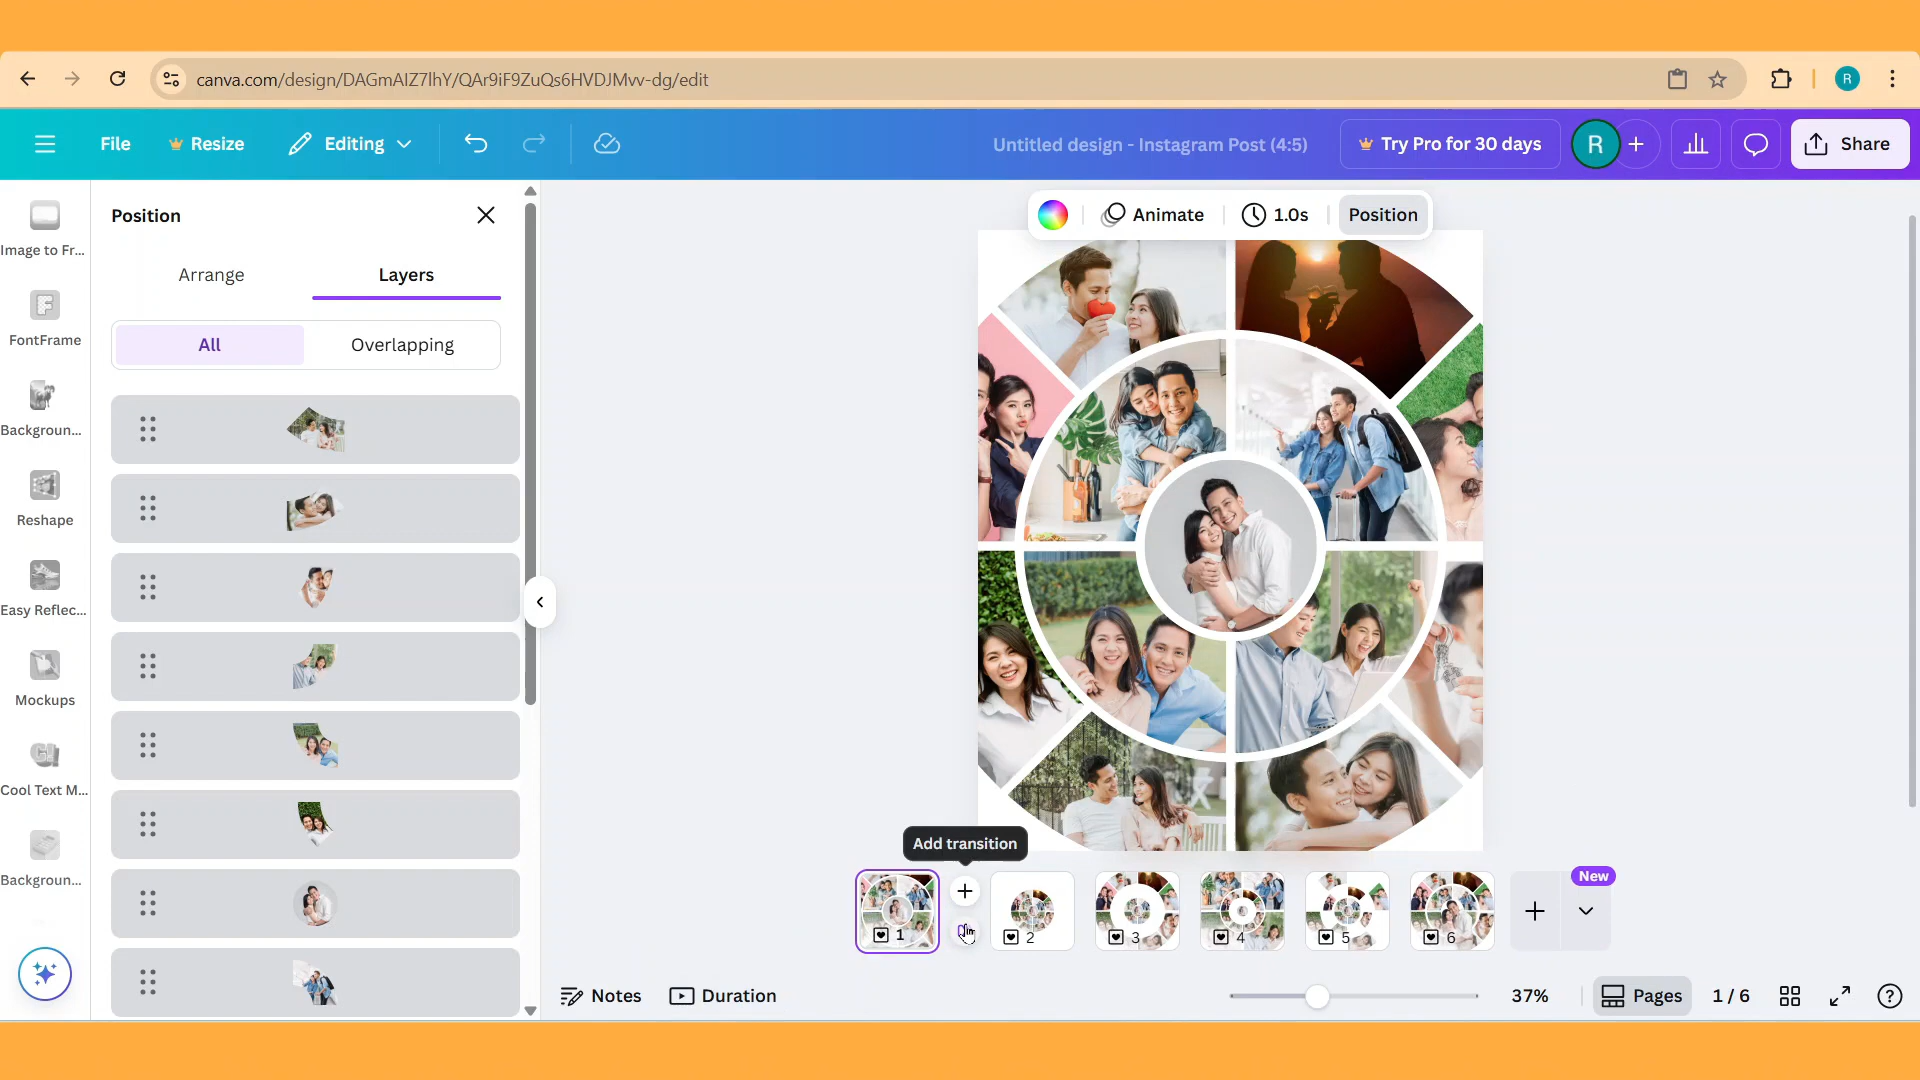 canva.com/design/DAGmAIZ7lhY/QAr9iF9ZuQs6HVDJMvv-dg/edit
R
File
Resize
Editing
Untitled design - Instagram Post (4:5)
Try Pro for 30 days
R
Share
Image to Fr...
FontFrame
Backgroun...
Reshape
Easy Reflec...
Mockups
Cool Text M...
Backgroun...
Position
Arrange
Layers
All
Overlapping
Animate
1.0s
Position
Add transition
1
2
3
4
5
6
New
Notes
Duration
37%
Pages
1 / 6